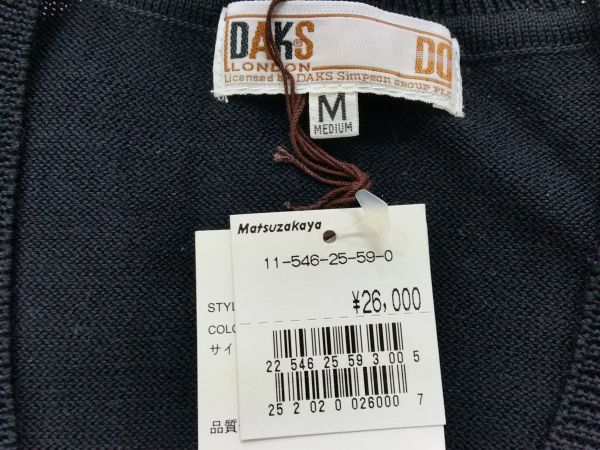 DAKS
LONDON
DD
Licensed by DAKS Simpson GROUP PLC
M
MEDIUM
Matsuzakaya
11-546-25-59-0
¥26,000
STYL
COLO
サイ
22 546 25 59 3 00 5
25 2 02 0 026000 7
品質